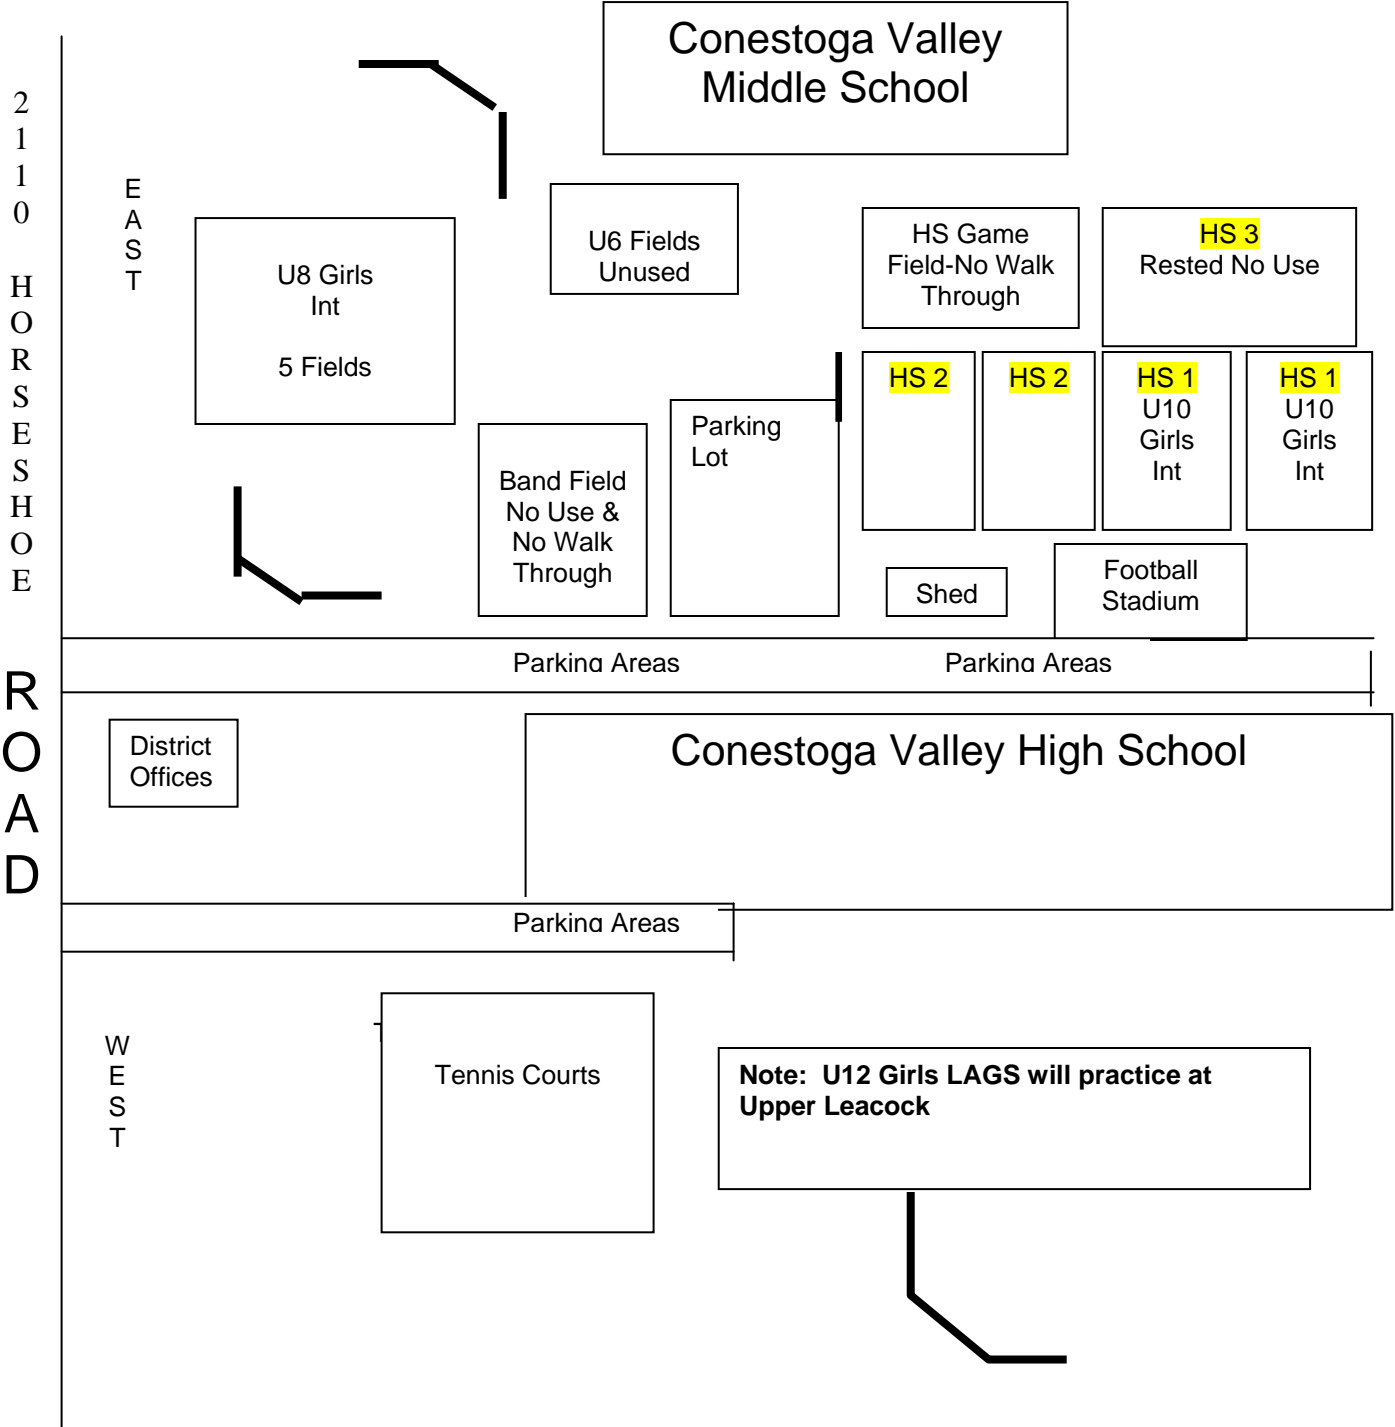 Conestoga Valley
Middle School
2110 HORSESHOE ROAD
EAST
U8 Girls
Int
5 Fields
U6 Fields
Unused
HS Game
Field-No Walk
Through
HS 3
Rested No Use
HS 2
HS 2
HS 1
U10
Girls
Int
HS 1
U10
Girls
Int
Parking
Lot
Band Field
No Use &
No Walk
Through
Shed
Football
Stadium
Parking Areas
Parking Areas
District
Offices
Conestoga Valley High School
Parking Areas
WEST
Tennis Courts
Note: U12 Girls LAGS will practice at
Upper Leacock